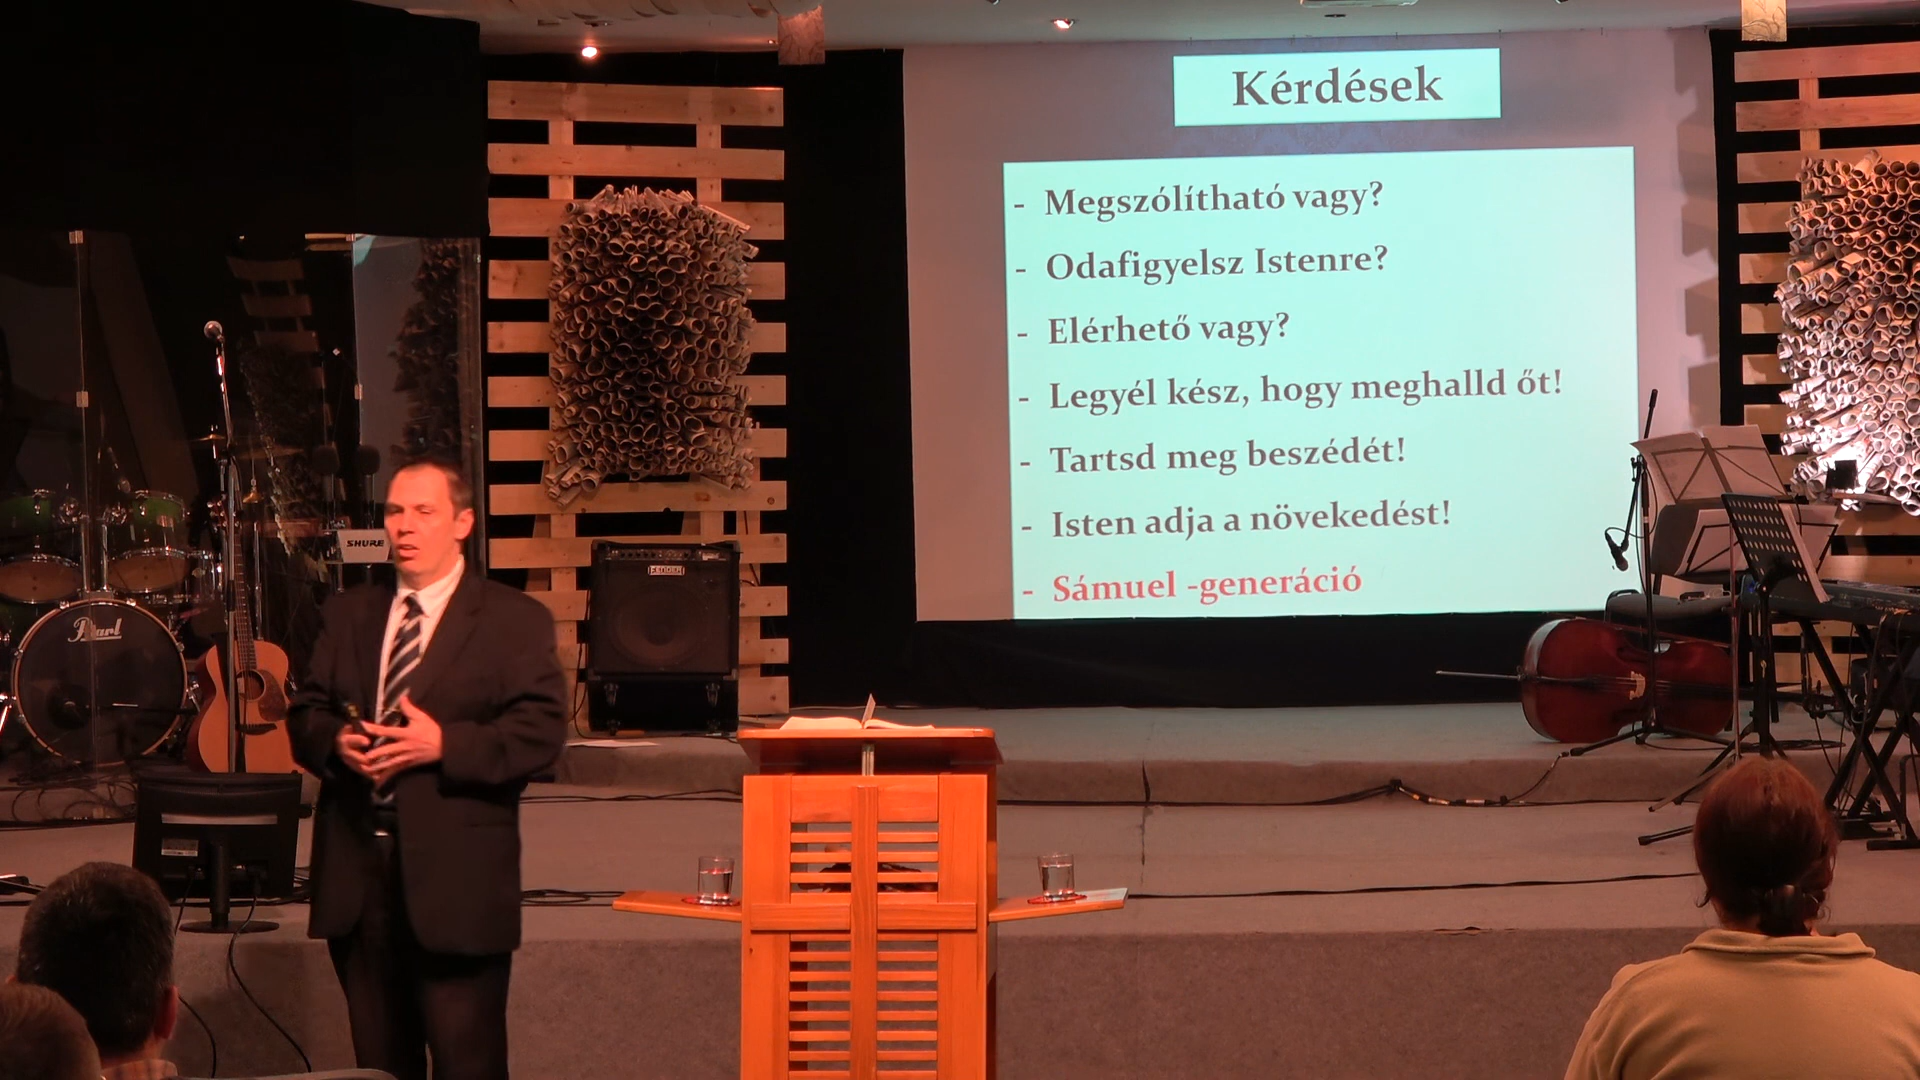 Kérdések
- Megszólítható vagy?
- Odafigyelsz Istenre?
- Elérhető vagy?
- Legyél kész, hogy meghalld őt!
- Tartsd meg beszédét!
- Isten adja a növekedést!
- Sámuel -generáció
SHURE
FENDER
Pearl